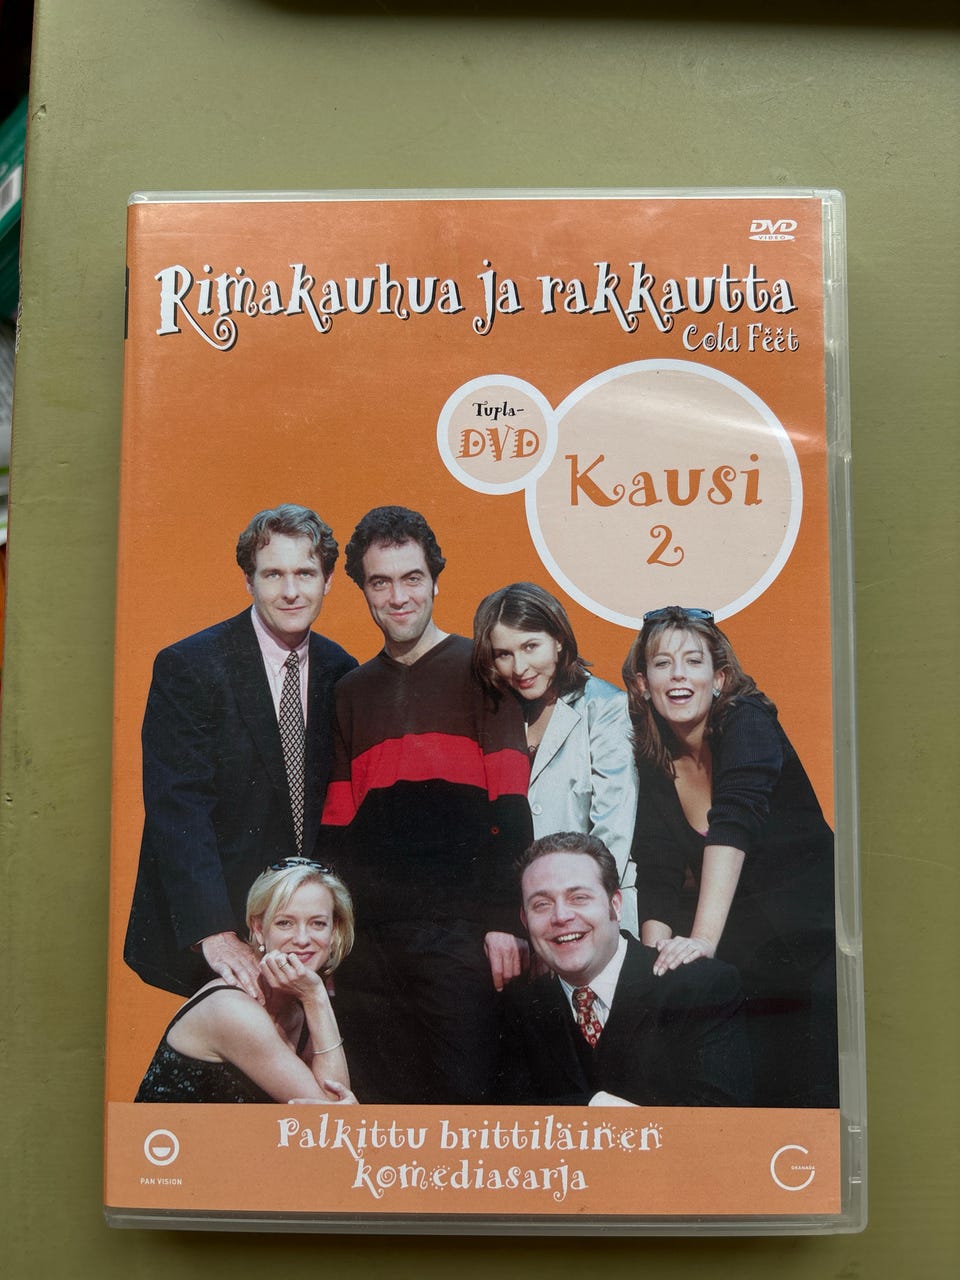 DVD
VIDEO
Rimakauhua ja rakkautta
Cold Feet
Tupla-
DVD
Kausi
2
Palkittu brittiläinen
komediasarja
PAN VISION
GRANADA